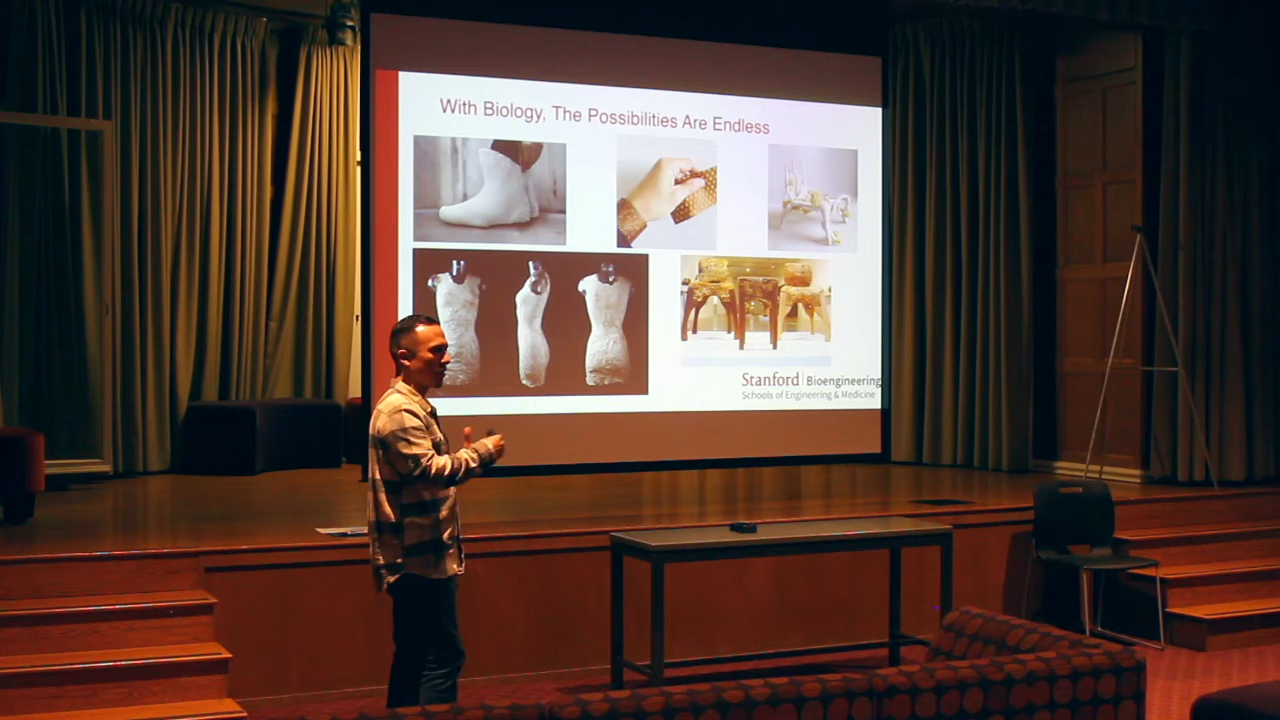 With Biology, The Possibilities Are Endless
Stanford | Bioengineering
Schools of Engineering & Medicine